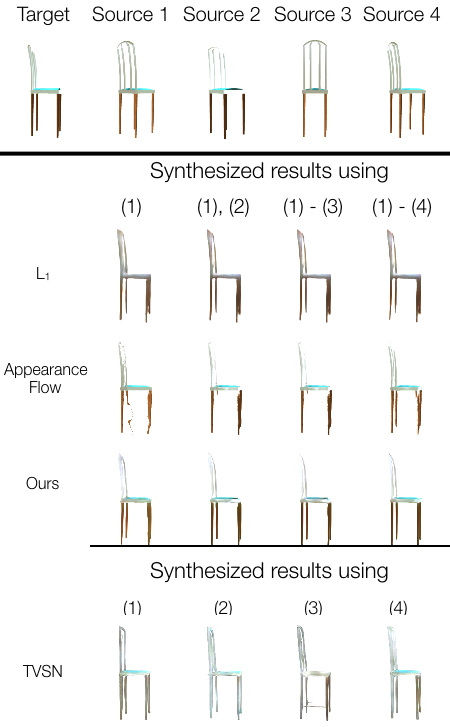 Target Source 1 Source 2 Source 3 Source 4
Synthesized results using
(1) (1), (2) (1) - (3) (1) - (4)
L₁
Appearance
Flow
Ours
Synthesized results using
(1) (2) (3) (4)
TVSN